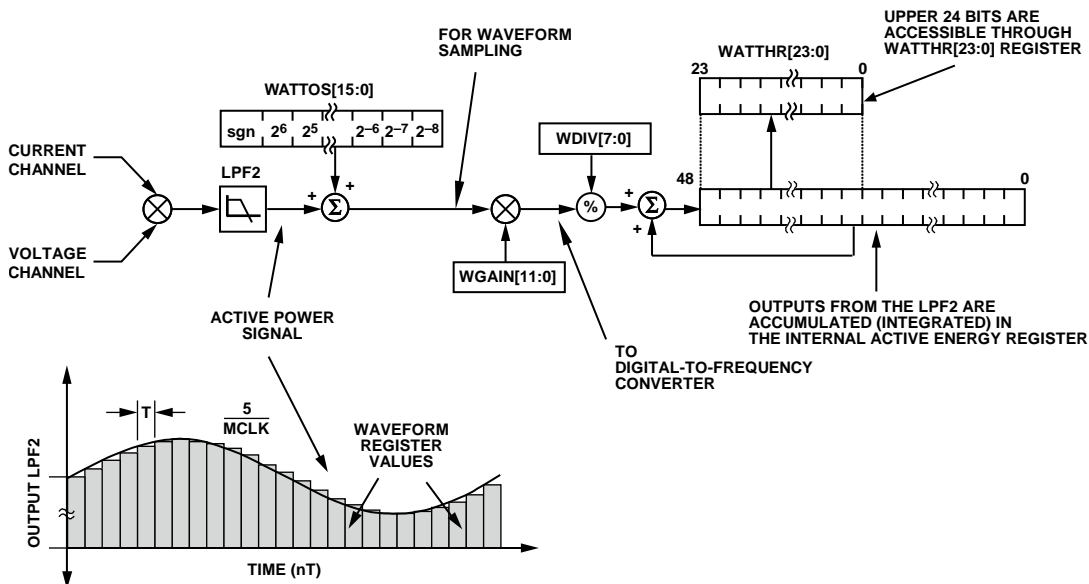 UPPER 24 BITS ARE
ACCESSIBLE THROUGH
WATTHR[23:0] REGISTER
FOR WAVEFORM
SAMPLING
WATTHR[23:0]
23
0
WATTOS[15:0]
sgn 2⁶ 2⁵ 2⁻⁶ 2⁻⁷ 2⁻⁸
WDIV[7:0]
CURRENT
CHANNEL
LPF2
48
0
+
+
Σ
%
+
Σ
+
VOLTAGE
CHANNEL
WGAIN[11:0]
ACTIVE POWER
SIGNAL
TO
DIGITAL-TO-FREQUENCY
CONVERTER
OUTPUTS FROM THE LPF2 ARE
ACCUMULATED (INTEGRATED) IN
THE INTERNAL ACTIVE ENERGY REGISTER
OUTPUT LPF2
T
5
MCLK
WAVEFORM
REGISTER
VALUES
TIME (nT)